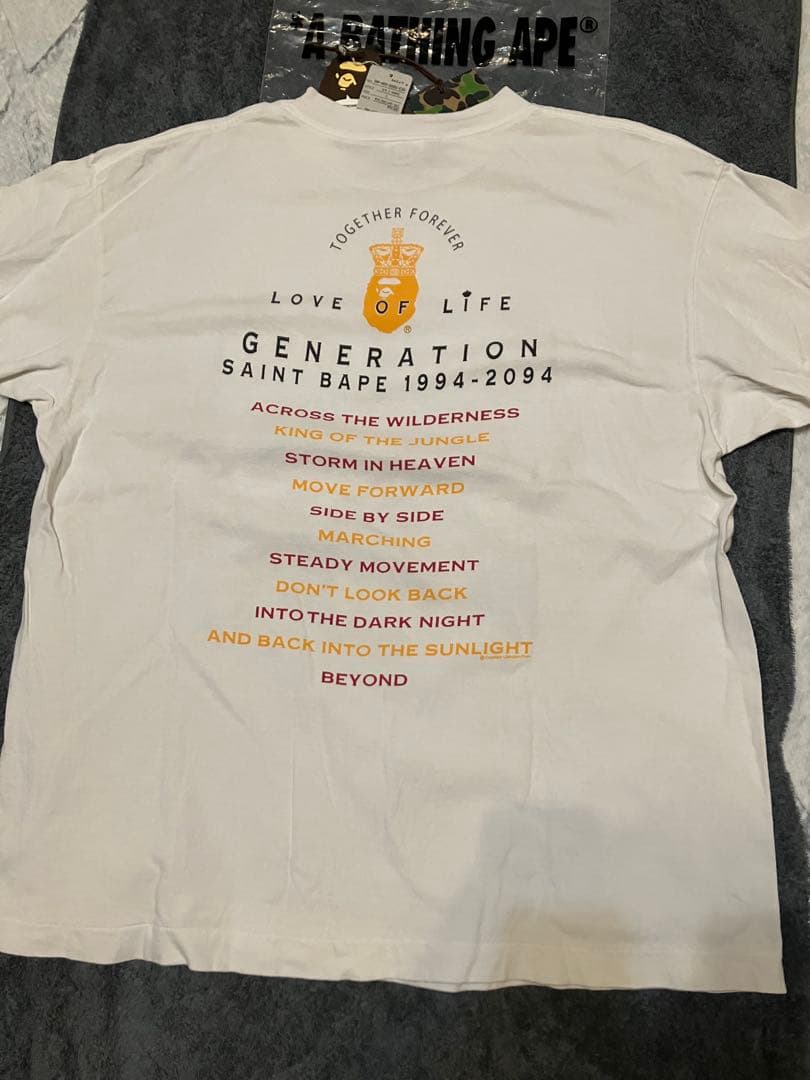 "A BATHING APE®
TOGETHER FOREVER
LOVE OF LiFE
®
GENERATION
SAINT BAPE 1994-2094
ACROSS THE WILDERNESS
KING OF THE JUNGLE
STORM IN HEAVEN
MOVE FORWARD
SIDE BY SIDE
MARCHING
STEADY MOVEMENT
DON'T LOOK BACK
INTO THE DARK NIGHT
AND BACK INTO THE SUNLIGHT
BEYOND